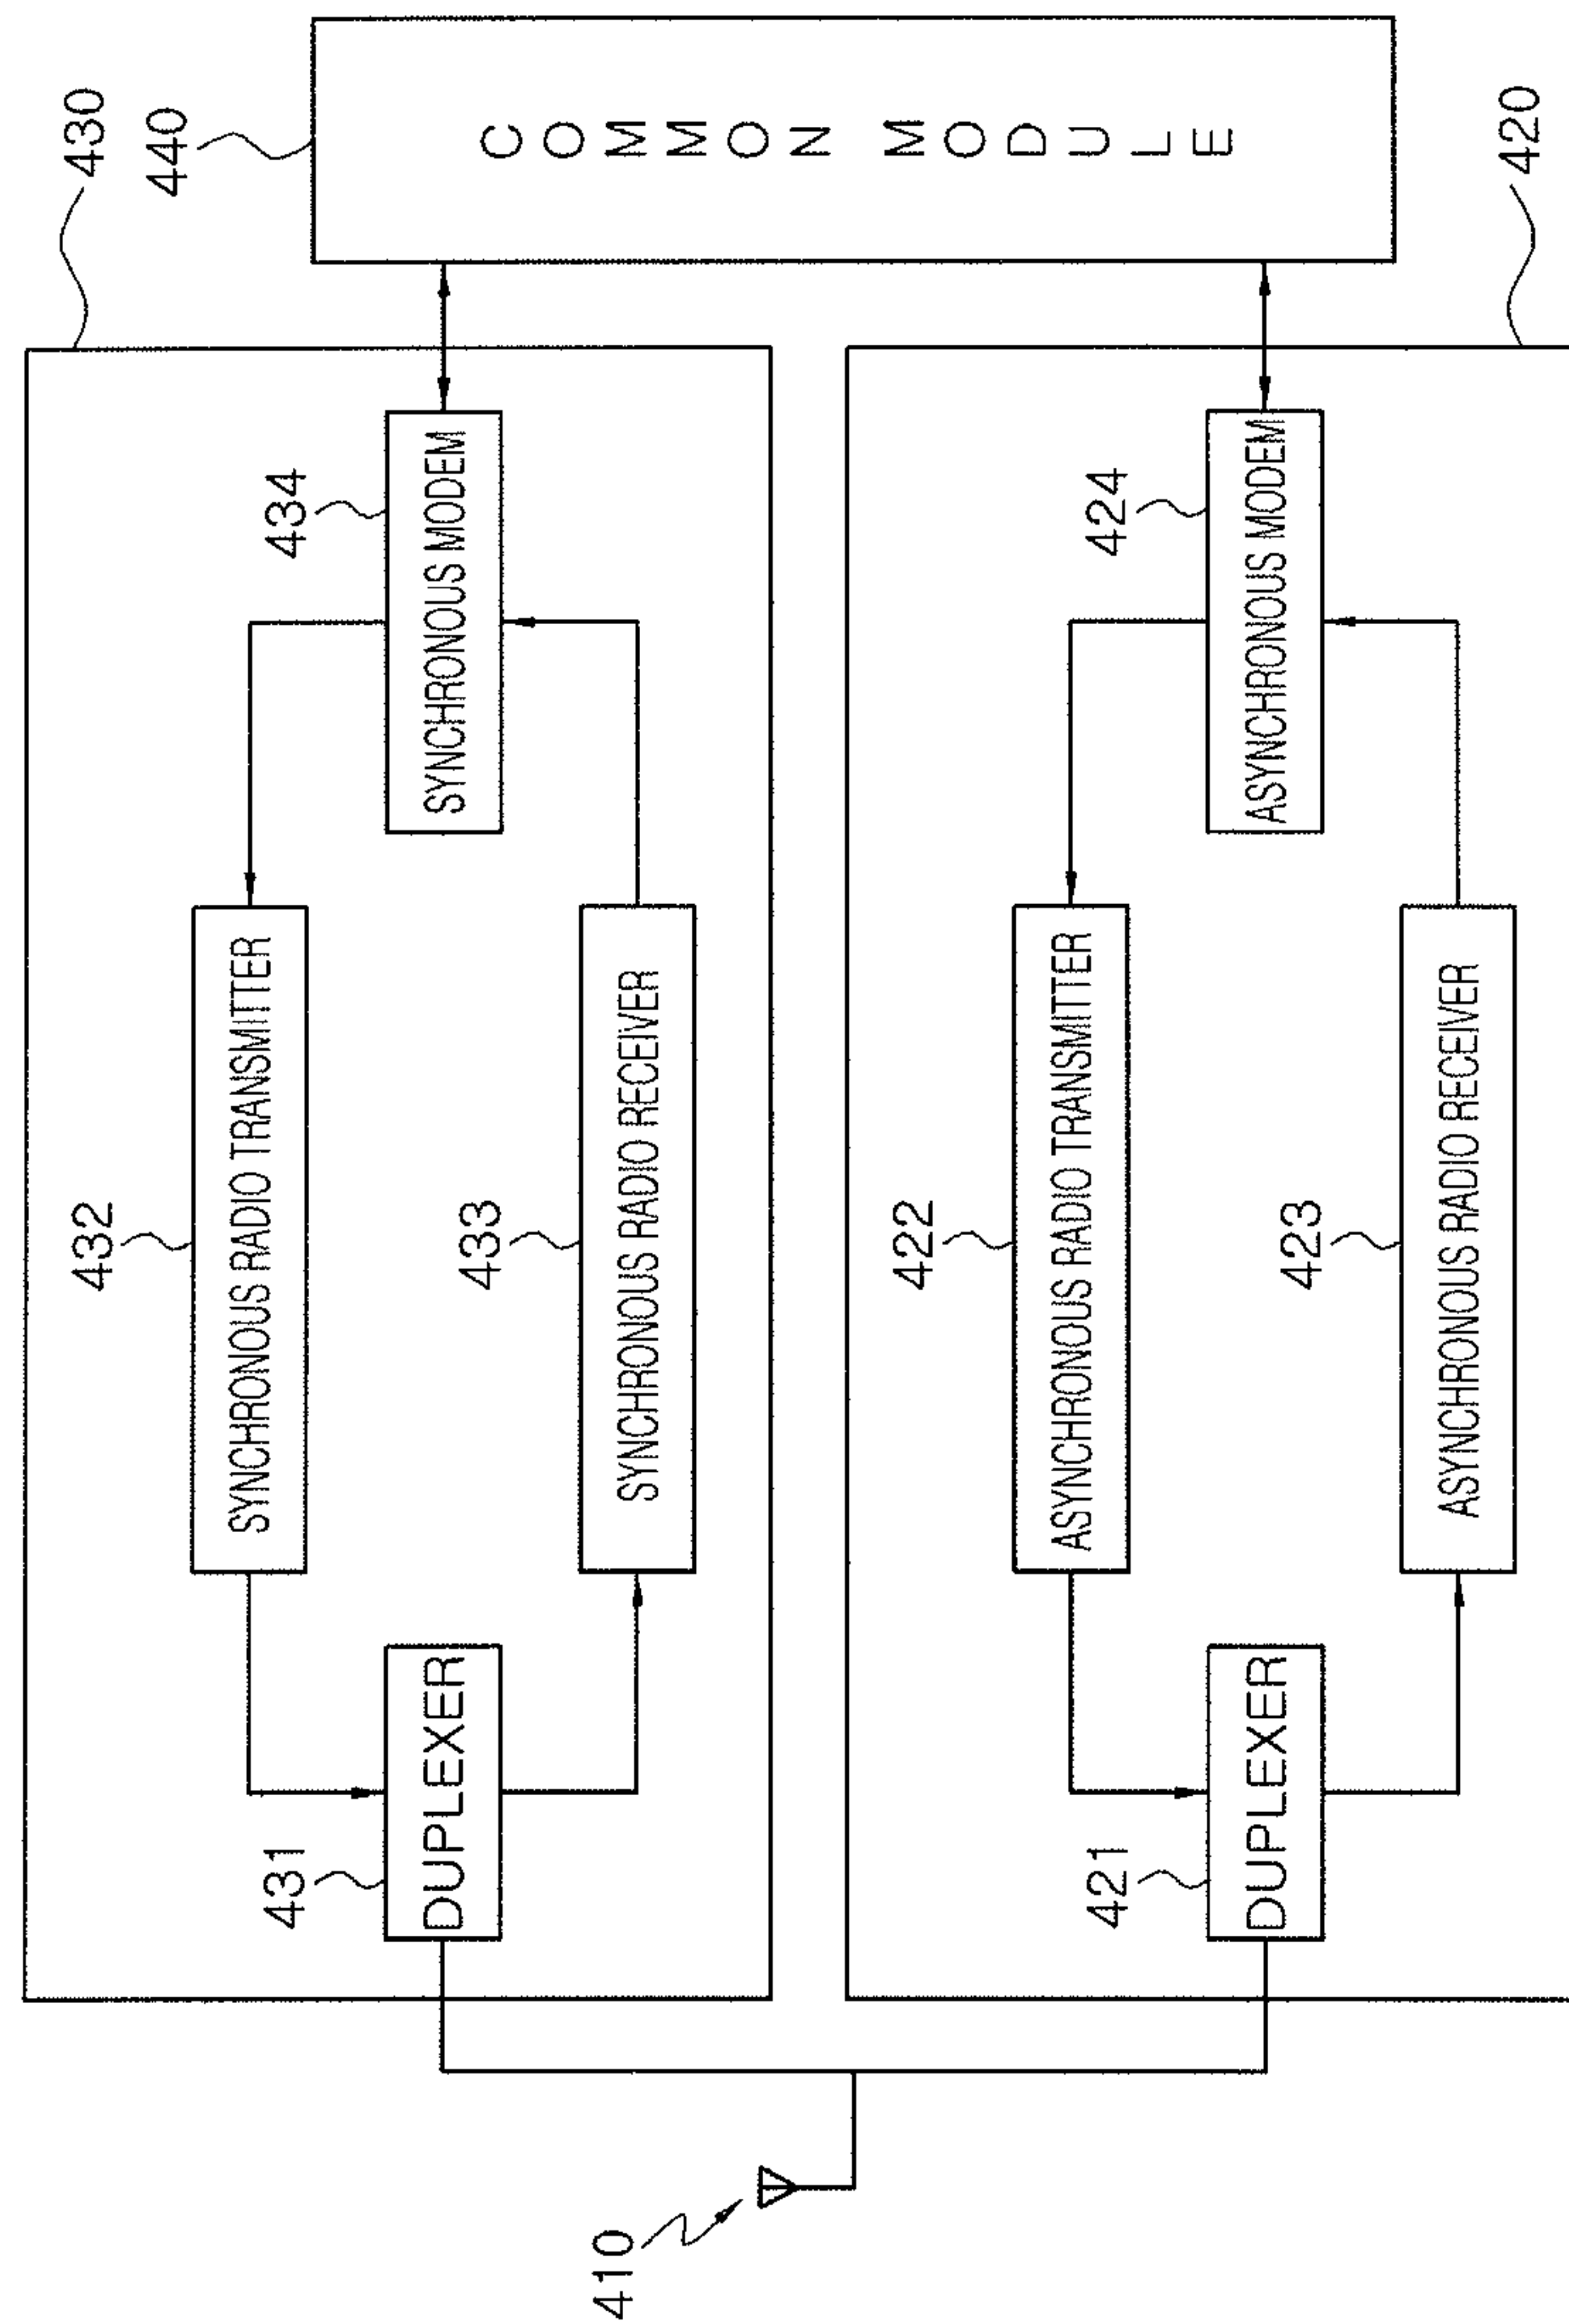 430
440
COMMON MODULE
434
SYNCHRONOUS MODEM
432
SYNCHRONOUS RADIO TRANSMITTER
433
SYNCHRONOUS RADIO RECEIVER
431
DUPLEXER
420
424
ASYNCHRONOUS MODEM
422
ASYNCHRONOUS RADIO TRANSMITTER
423
ASYNCHRONOUS RADIO RECEIVER
421
DUPLEXER
410